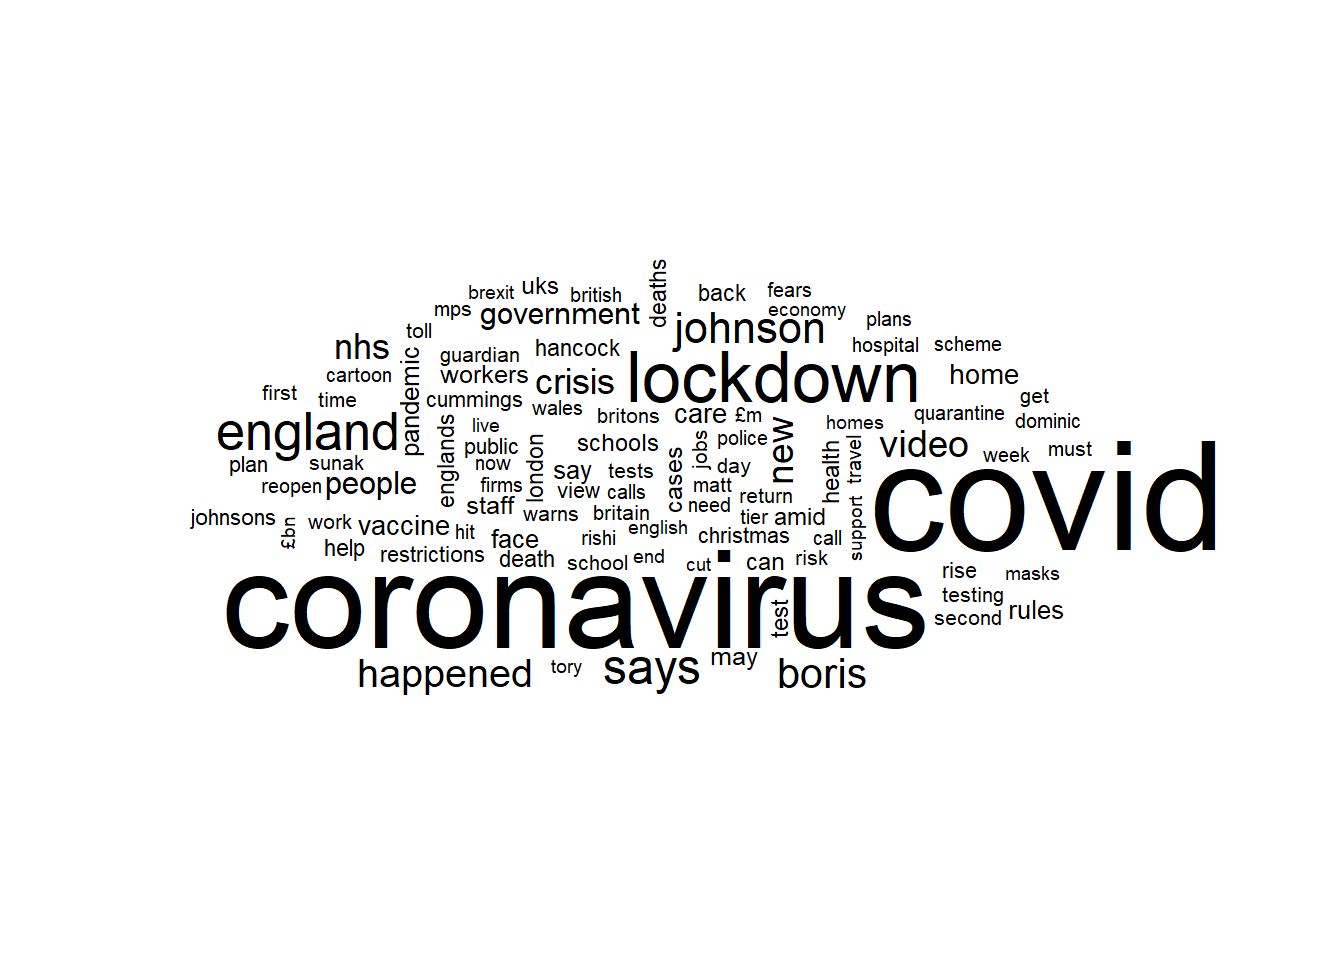 deaths
brexit
uks
british
back
fears
mps
government
economy
toll
johnson
plans
nhs
guardian
hancock
hospital
scheme
cartoon
pandemic
workers
crisis
lockdown
home
first
time
cummings
wales
britons
care
£m
new
homes
quarantine
get
dominic
england
englands
live
public
london
schools
cases
jobs
police
health
travel
video
week
must
plan
sunak
now
say
tests
day
covid
reopen
people
firms
view
calls
matt
return
johnsons
£bn
work
vaccine
hit
staff
warns
britain
need
tier
amid
support
help
restrictions
face
death
rishi
english
christmas
call
school
end
cut
can
risk
rise
masks
coronavirus
test
testing
second
rules
happened
tory
says
may
boris